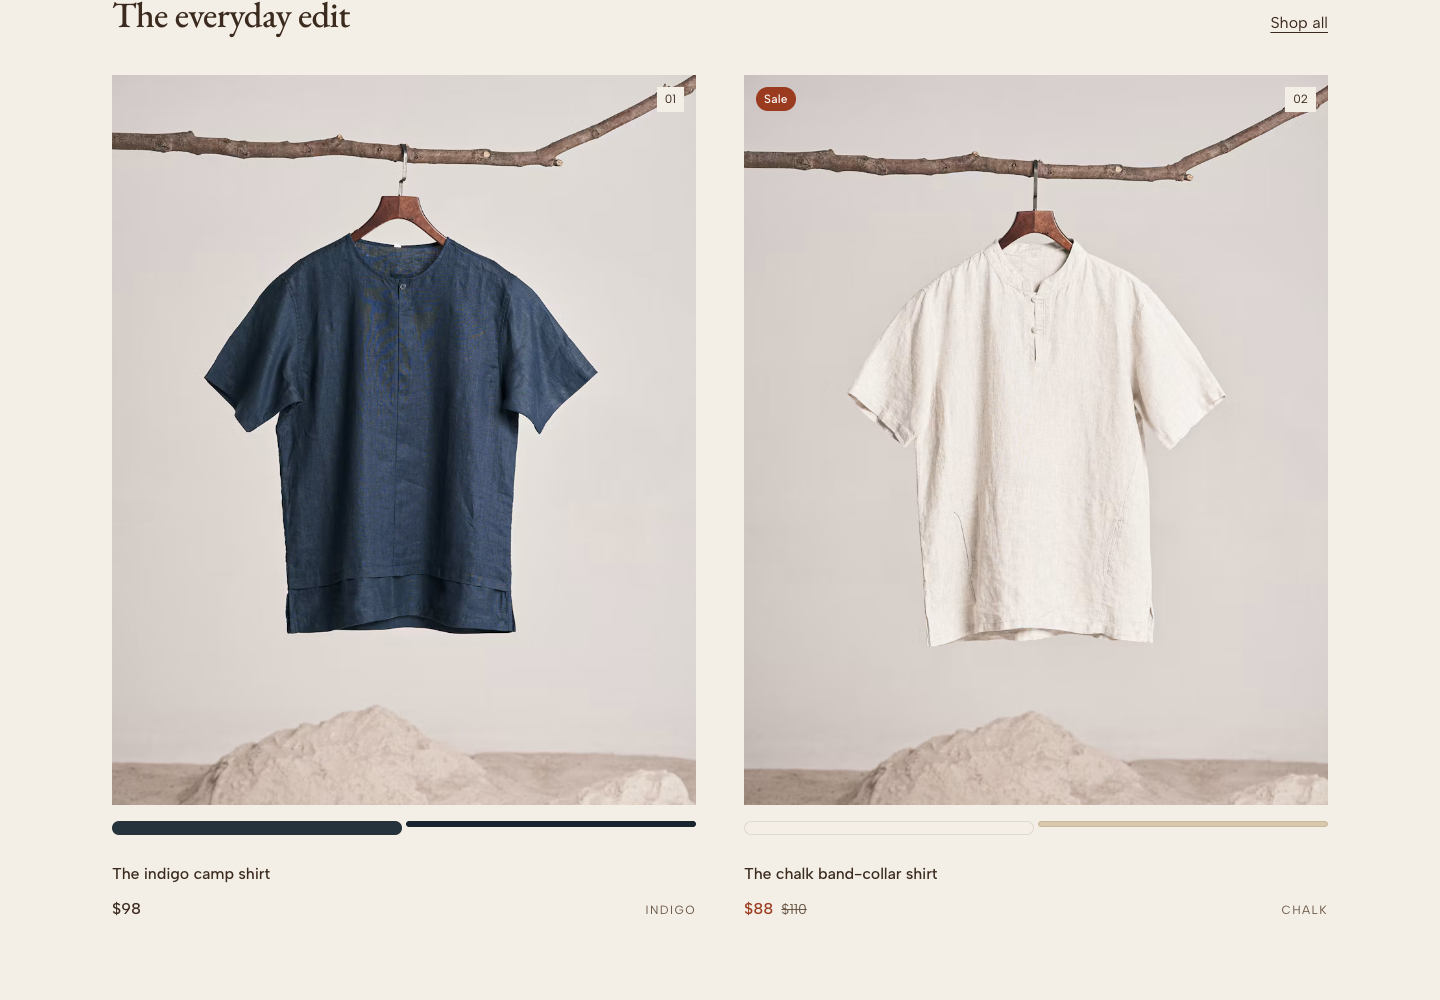 The everyday edit
Shop all
01
Sale
02
The indigo camp shirt
$98
INDIGO
The chalk band-collar shirt
$88 $110
CHALK